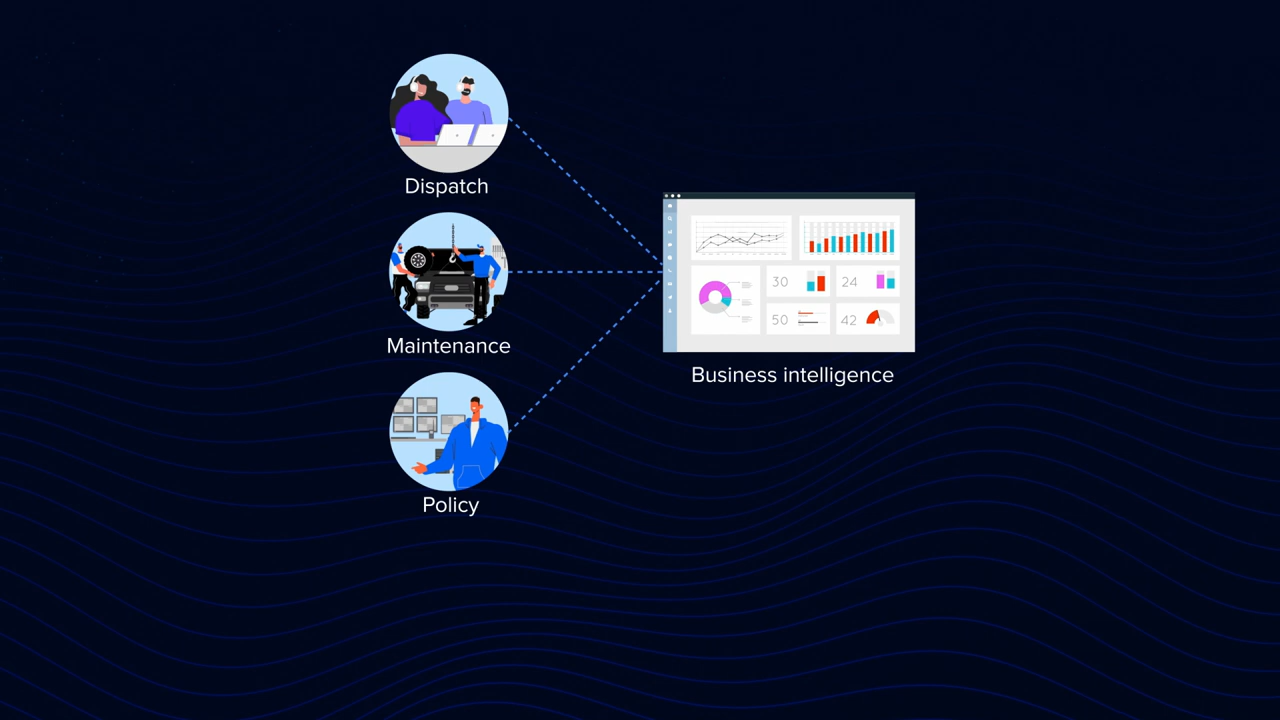 Dispatch
Maintenance
Policy
30
24
50
42
Business intelligence